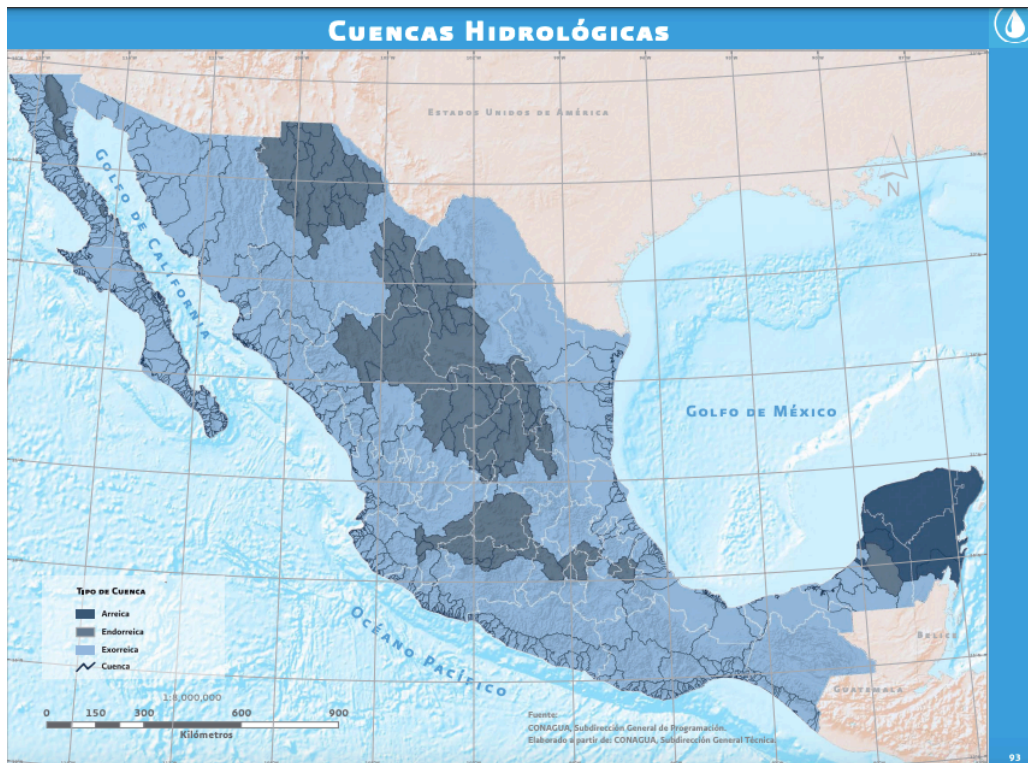 CUENCAS HIDROLÓGICAS
ESTADOS UNIDOS DE AMÉRICA
N
GOLFO DE CALIFORNIA
GOLFO DE MÉXICO
TIPO DE CUENCA
Arreica
Endorreica
Exorreica
Cuenca
OCÉANO PACÍFICO
BELICE
GUATEMALA
1:8,000,000
0 150 300 600 900
Kilómetros
Fuente:
CONAGUA, Subdirección General de Programación.
Elaborado a partir de: CONAGUA, Subdirección General Técnica.
93